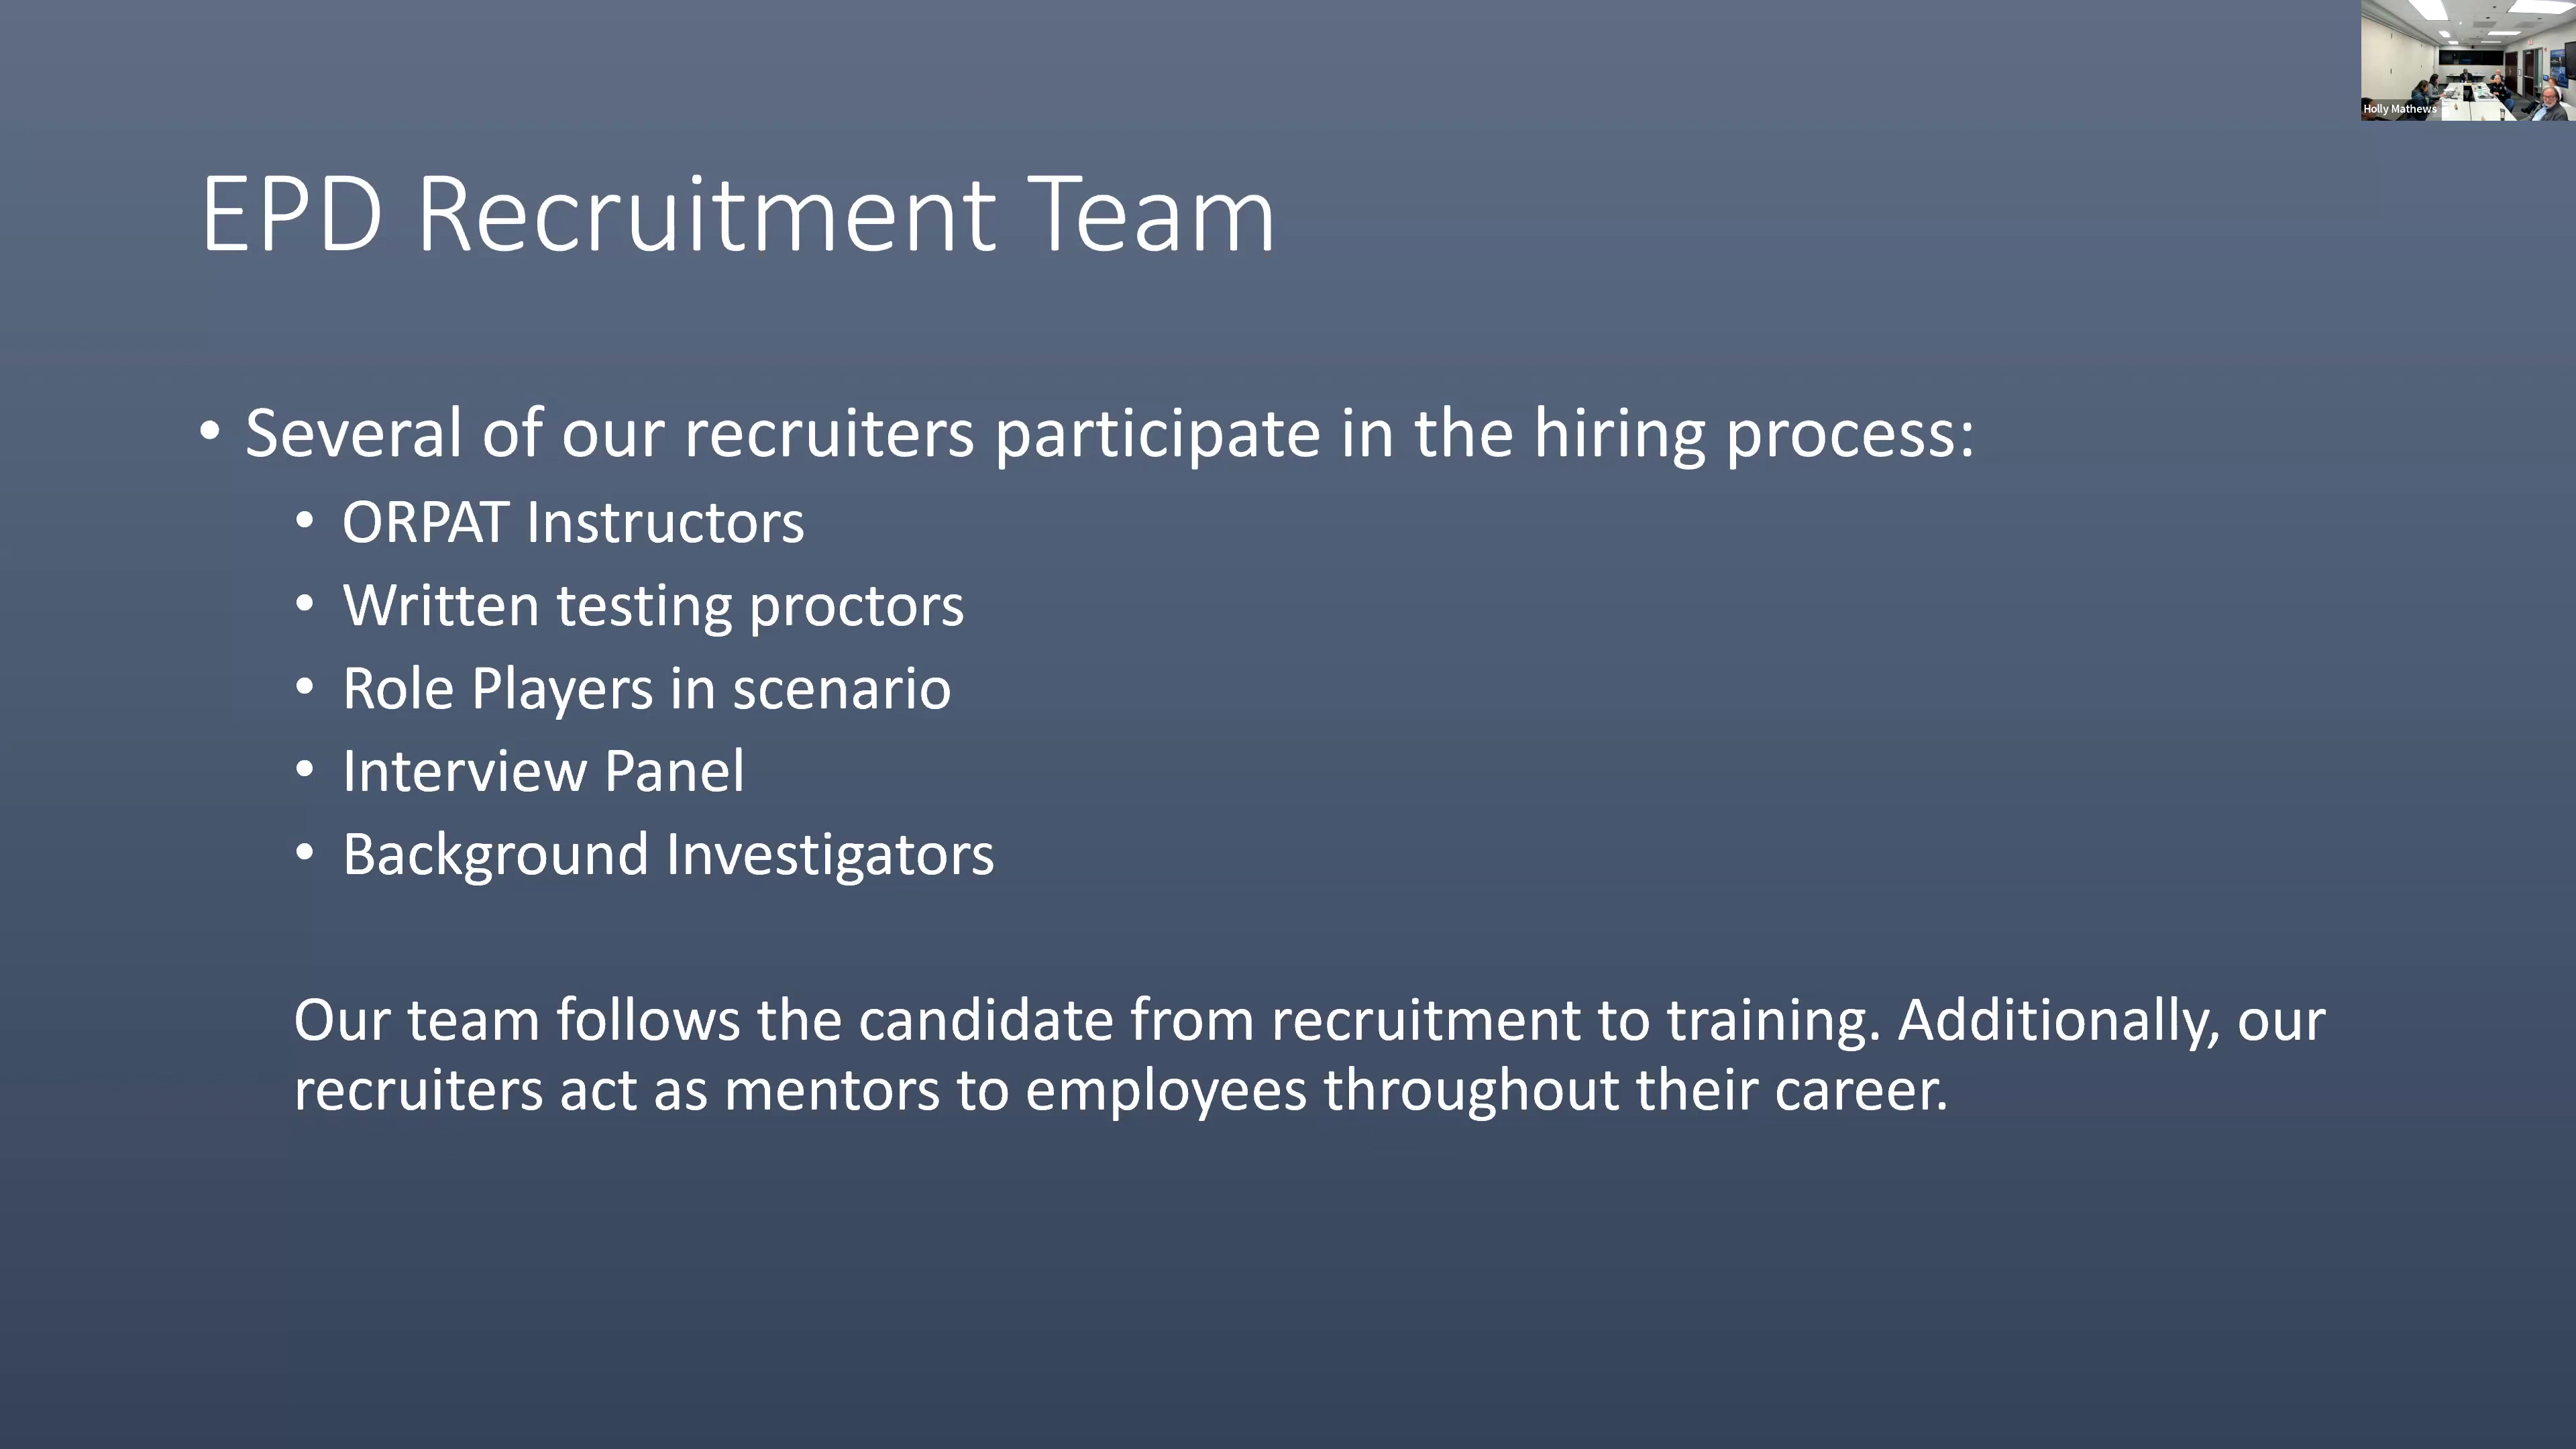 Holly Mathews
EPD Recruitment Team
• Several of our recruiters participate in the hiring process:
• ORPAT Instructors
• Written testing proctors
• Role Players in scenario
• Interview Panel
• Background Investigators
Our team follows the candidate from recruitment to training. Additionally, our
recruiters act as mentors to employees throughout their career.